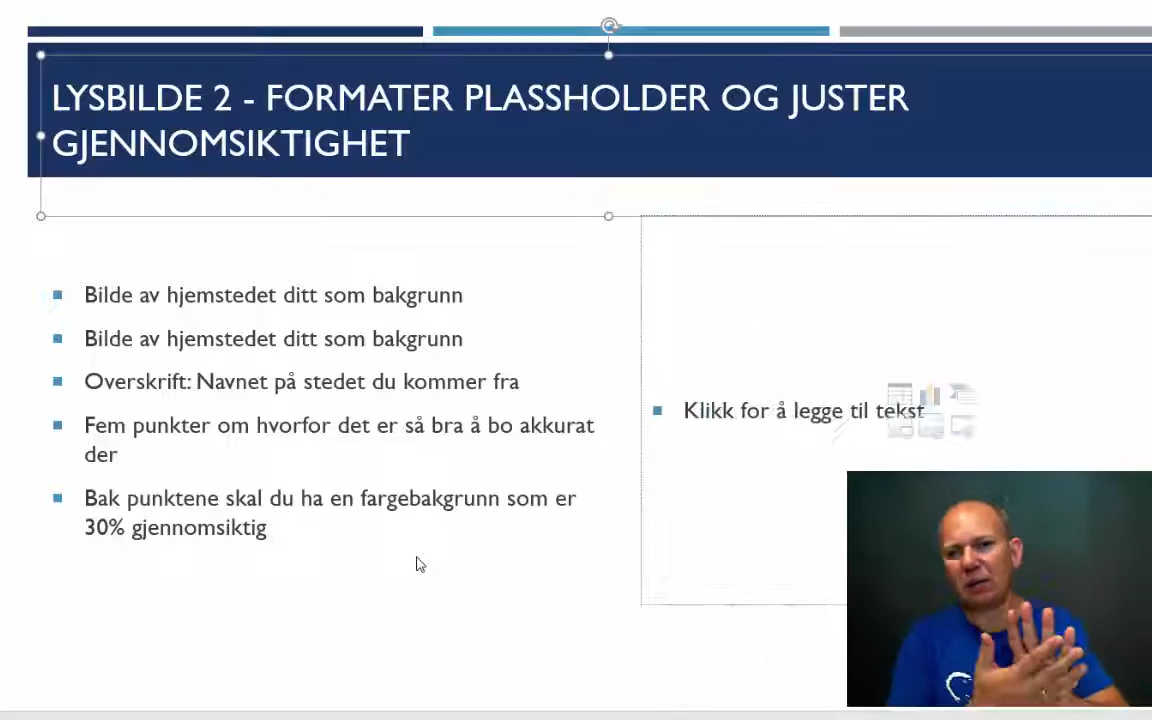 LYSBILDE 2 - FORMATER PLASSHOLDER OG JUSTER
GJENNOMSIKTIGHET
Bilde av hjemstedet ditt som bakgrunn
Bilde av hjemstedet ditt som bakgrunn
Overskrift: Navnet på stedet du kommer fra
Fem punkter om hvorfor det er så bra å bo akkurat
der
Bak punktene skal du ha en fargebakgrunn som er
30% gjennomsiktig
Klikk for å legge til tekst